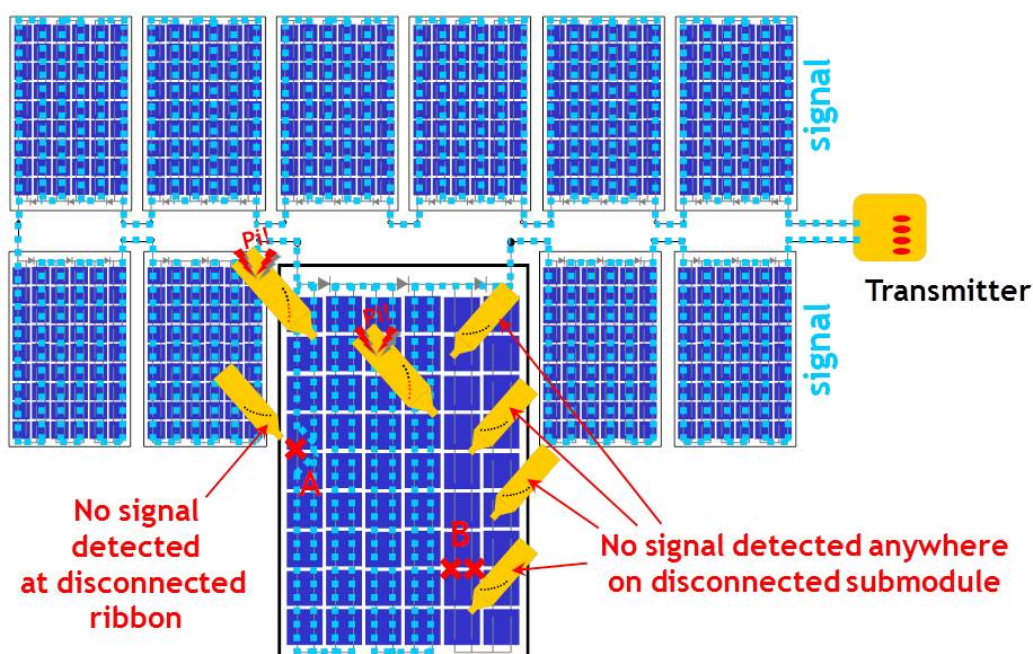 signal
Transmitter
signal
Pi!
Pi!
A
B
No signal
detected
at disconnected
ribbon
No signal detected anywhere
on disconnected submodule